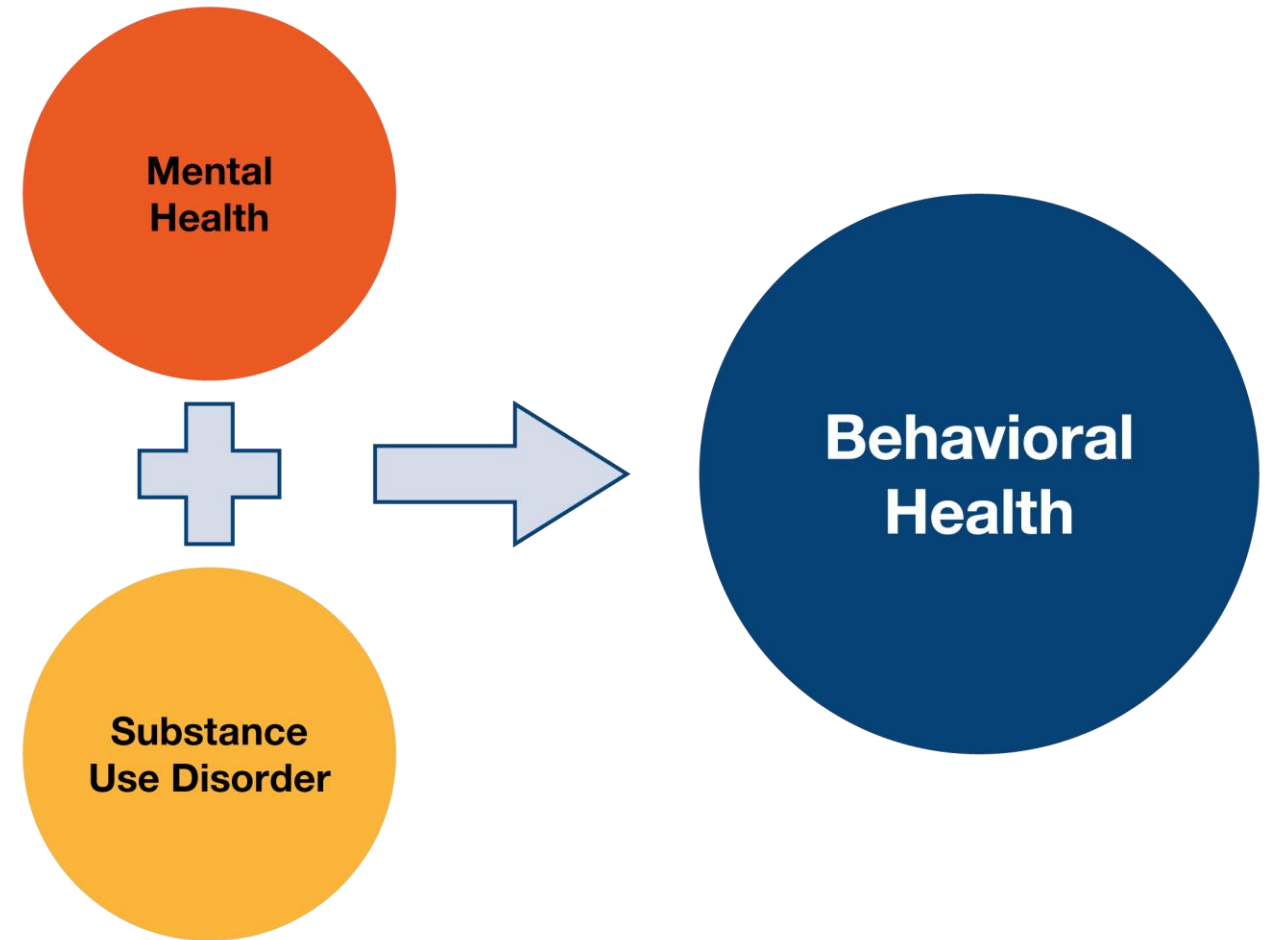 Mental
Health
Substance
Use Disorder
Behavioral
Health